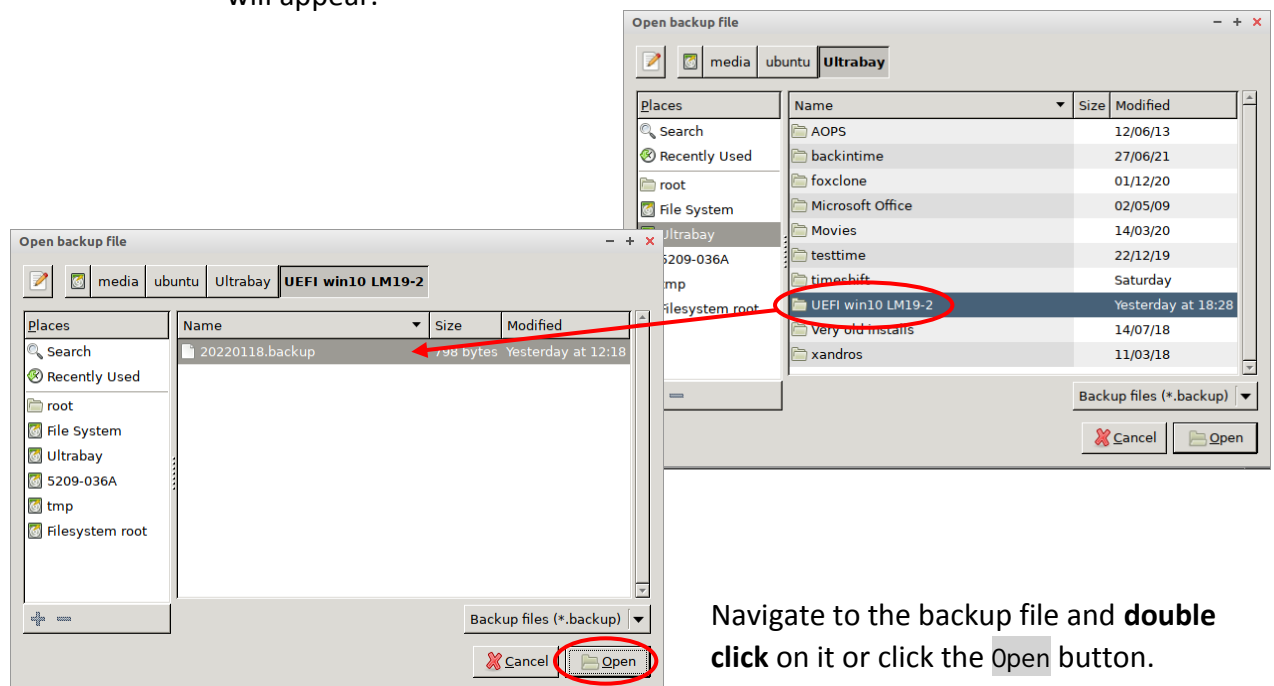 will appear.
Open backup file
media ubuntu Ultrabay
Places Name Size Modified
Search AOPS 12/06/13
Recently Used backintime 27/06/21
root foxclone 01/12/20
File System Microsoft Office 02/05/09
Ultrabay Movies 14/03/20
5209-036A testtime 22/12/19
tmp timeshift Saturday
Filesystem root UEFI win10 LM19-2 Yesterday at 18:28
Very old installs 14/07/18
xandros 11/03/18
Backup files (*.backup)
Cancel Open
Open backup file
media ubuntu Ultrabay UEFI win10 LM19-2
Places Name Size Modified
Search 20220118.backup 798 bytes Yesterday at 12:18
Recently Used
root
File System
Ultrabay
5209-036A
tmp
Filesystem root
Backup files (*.backup)
Cancel Open
Navigate to the backup file and double
click on it or click the Open button.